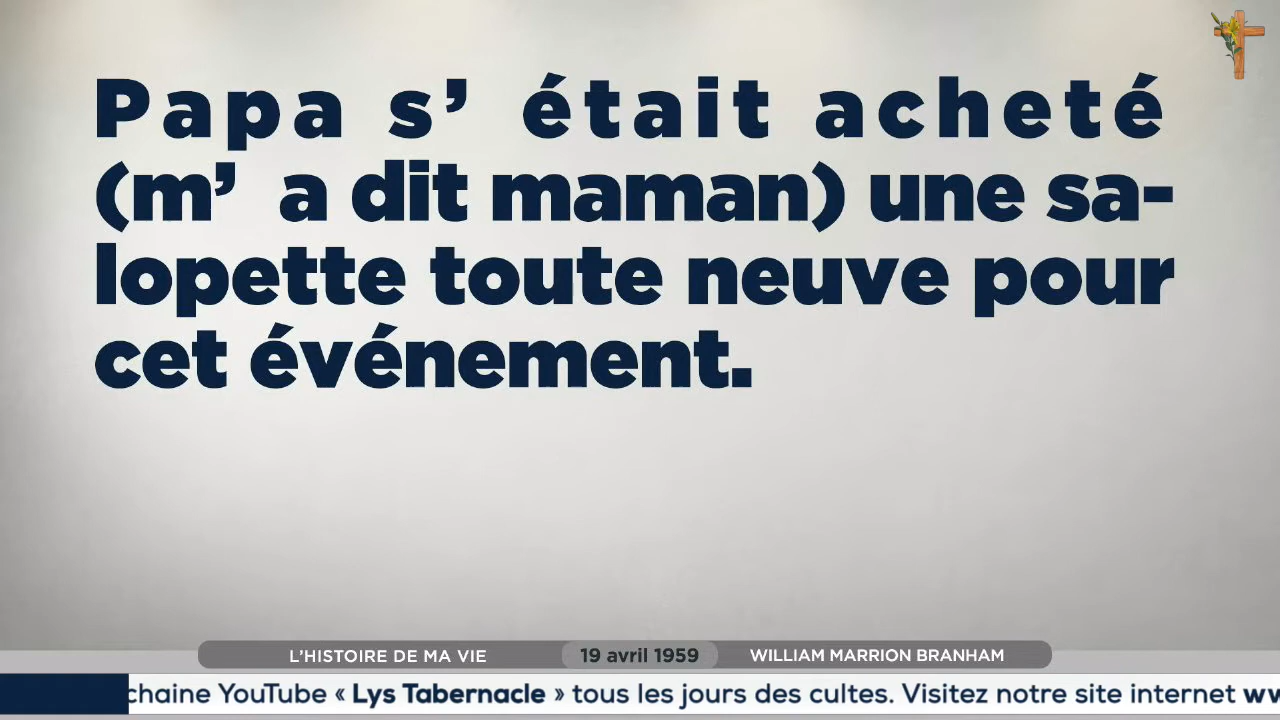 Papa s’ était acheté
(m’ a dit maman) une sa-
lopette toute neuve pour
cet événement.
L’HISTOIRE DE MA VIE 19 avril 1959 WILLIAM MARRION BRANHAM
chaine YouTube « Lys Tabernacle » tous les jours des cultes. Visitez notre site internet